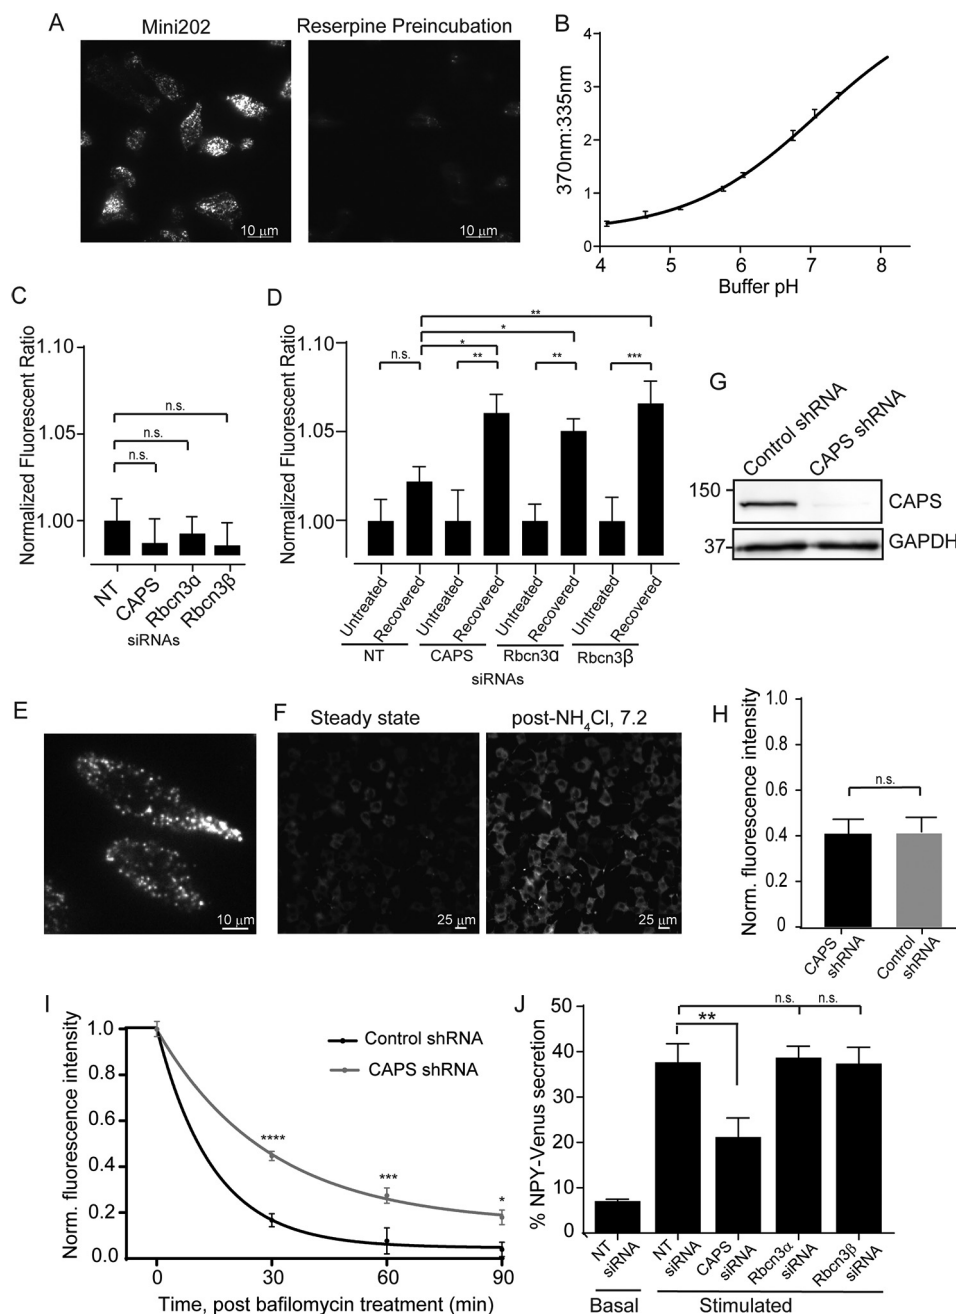 A
Mini202
Reserpine Preincubation
10 μm
10 μm
B
370nm:335nm
4
3
2
1
0
4 5 6 7 8
Buffer pH
C
Normalized Fluorescent Ratio
1.10
1.05
1.00
n.s.
n.s.
n.s.
NT
CAPS
Rbcn3α
Rbcn3β
siRNAs
D
Normalized Fluorescent Ratio
1.10
1.05
1.00
**
*
*
n.s.
**
**
***
Untreated
Recovered
Untreated
Recovered
Untreated
Recovered
Untreated
Recovered
NT
CAPS
Rbcn3α
Rbcn3β
siRNAs
G
Control shRNA
CAPS shRNA
150
CAPS
37
GAPDH
E
10 μm
F
Steady state
post-NH4Cl, 7.2
25 μm
25 μm
H
Norm. fluorescence intensity
1.0
0.8
0.6
0.4
0.2
0
n.s.
CAPS shRNA
Control shRNA
I
Norm. fluorescence intensity
1.0
0.8
0.6
0.4
0.2
0.0
Control shRNA
CAPS shRNA
****
***
*
0 30 60 90
Time, post bafilomycin treatment (min)
J
% NPY-Venus secretion
50
40
30
20
10
0
n.s. n.s.
**
NT siRNA
NT siRNA
CAPS siRNA
Rbcn3α siRNA
Rbcn3β siRNA
Basal
Stimulated